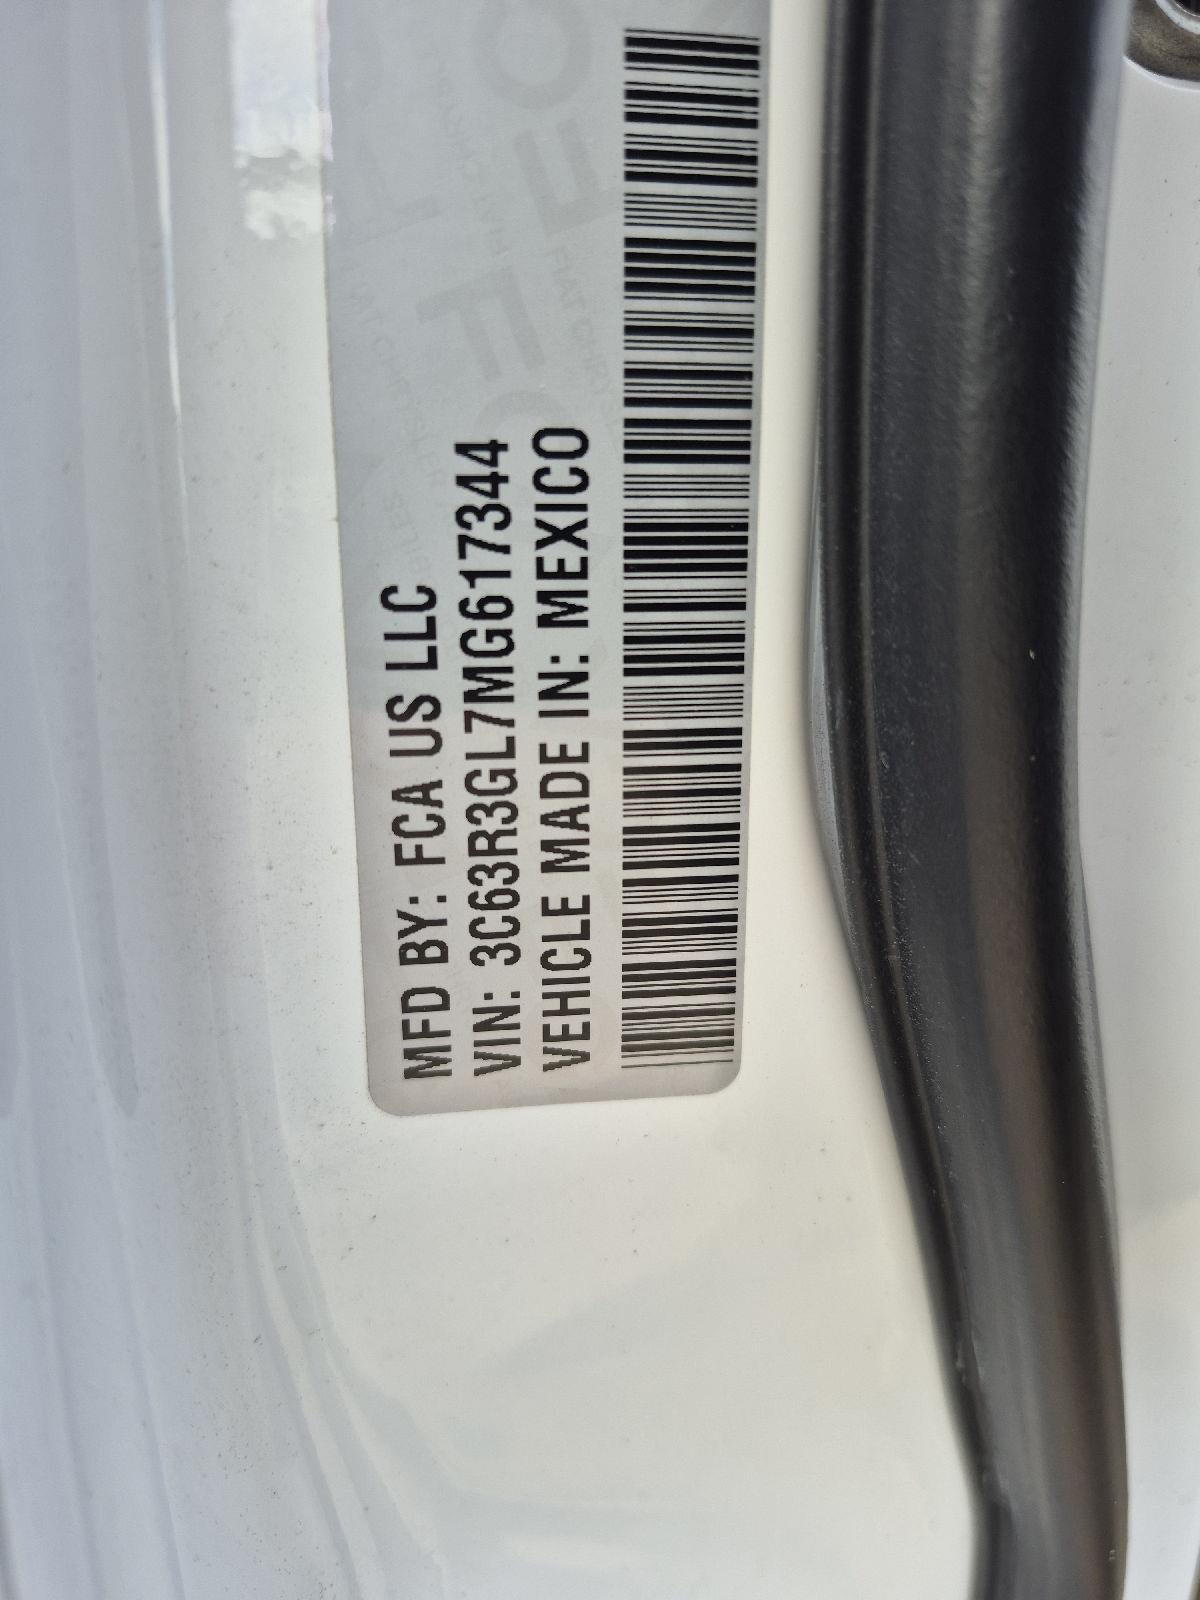 MFD BY: FCA US LLC
VIN: 3C63R3GL7MG617344
VEHICLE MADE IN: MEXICO